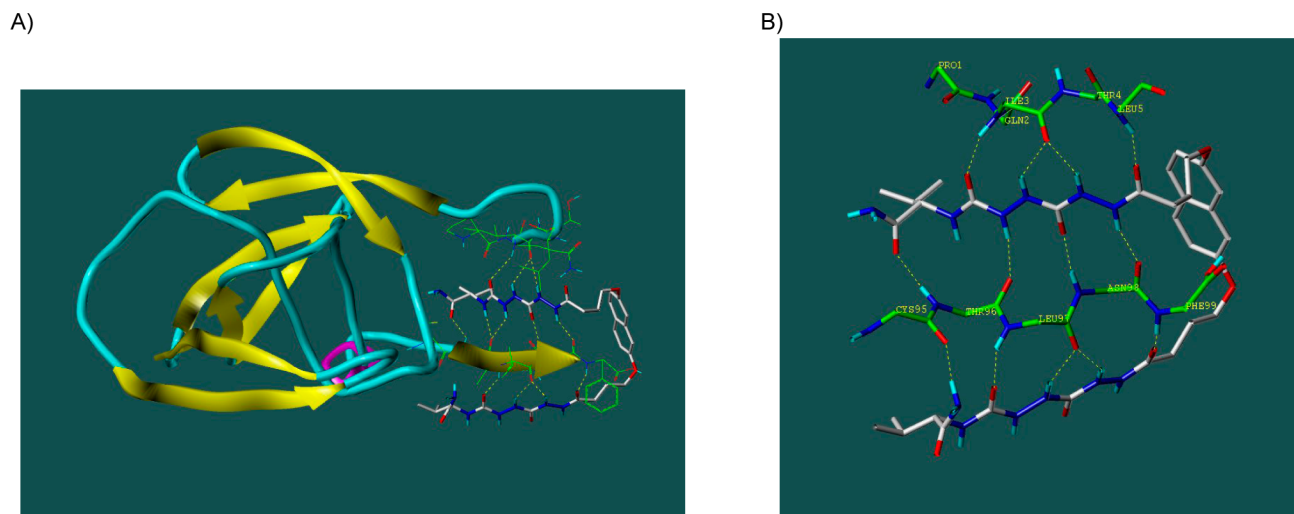 A)
B)
PRO1
ILE3
THR4
GLN2
LEU5
ASN98
CYS95
THR96
LEU97
PHE99